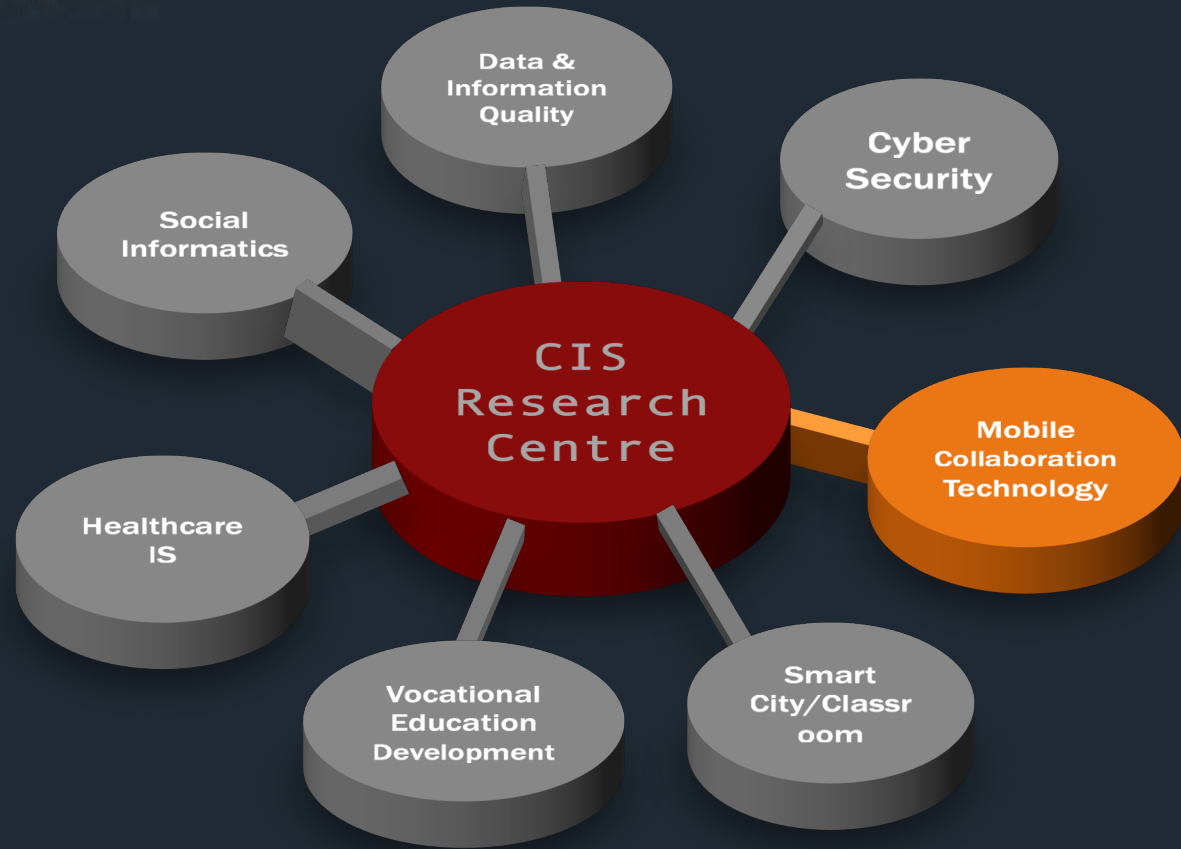 Data &
Information
Quality
Cyber
Security
Social
Informatics
CIS
Research
Centre
Mobile
Collaboration
Technology
Healthcare
IS
Vocational
Education
Development
Smart
City/Classr
oom